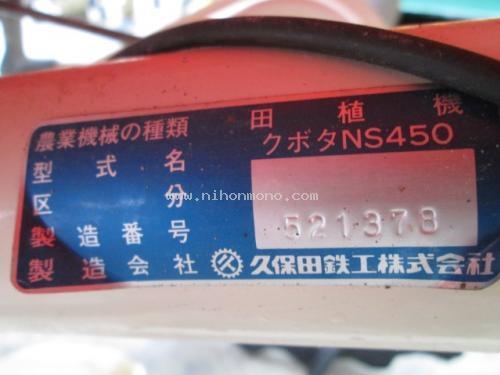 農業機械の種類 田植機
型式名 クボタNS450
区分
製造番号 521378
製造会社 久保田鉄工株式会社
www.nihonmono.com